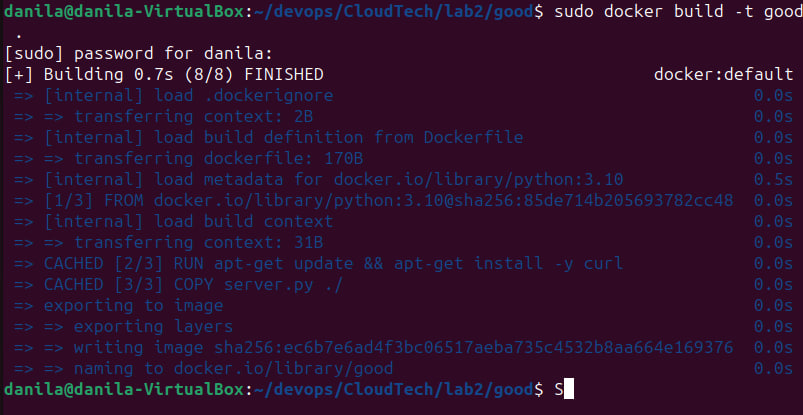 danila@danila-VirtualBox:~/devops/CloudTech/lab2/good$ sudo docker build -t good
 .
[sudo] password for danila:
[+] Building 0.7s (8/8) FINISHED docker:default
 => [internal] load .dockerignore 0.0s
 => => transferring context: 2B 0.0s
 => [internal] load build definition from Dockerfile 0.0s
 => => transferring dockerfile: 170B 0.0s
 => [internal] load metadata for docker.io/library/python:3.10 0.5s
 => [1/3] FROM docker.io/library/python:3.10@sha256:85de714b205693782cc48 0.0s
 => [internal] load build context 0.0s
 => => transferring context: 31B 0.0s
 => CACHED [2/3] RUN apt-get update && apt-get install -y curl 0.0s
 => CACHED [3/3] COPY server.py ./ 0.0s
 => exporting to image 0.0s
 => => exporting layers 0.0s
 => => writing image sha256:ec6b7e6ad4f3bc06517aeba735c4532b8aa664e169376 0.0s
 => => naming to docker.io/library/good 0.0s
danila@danila-VirtualBox:~/devops/CloudTech/lab2/good$ S